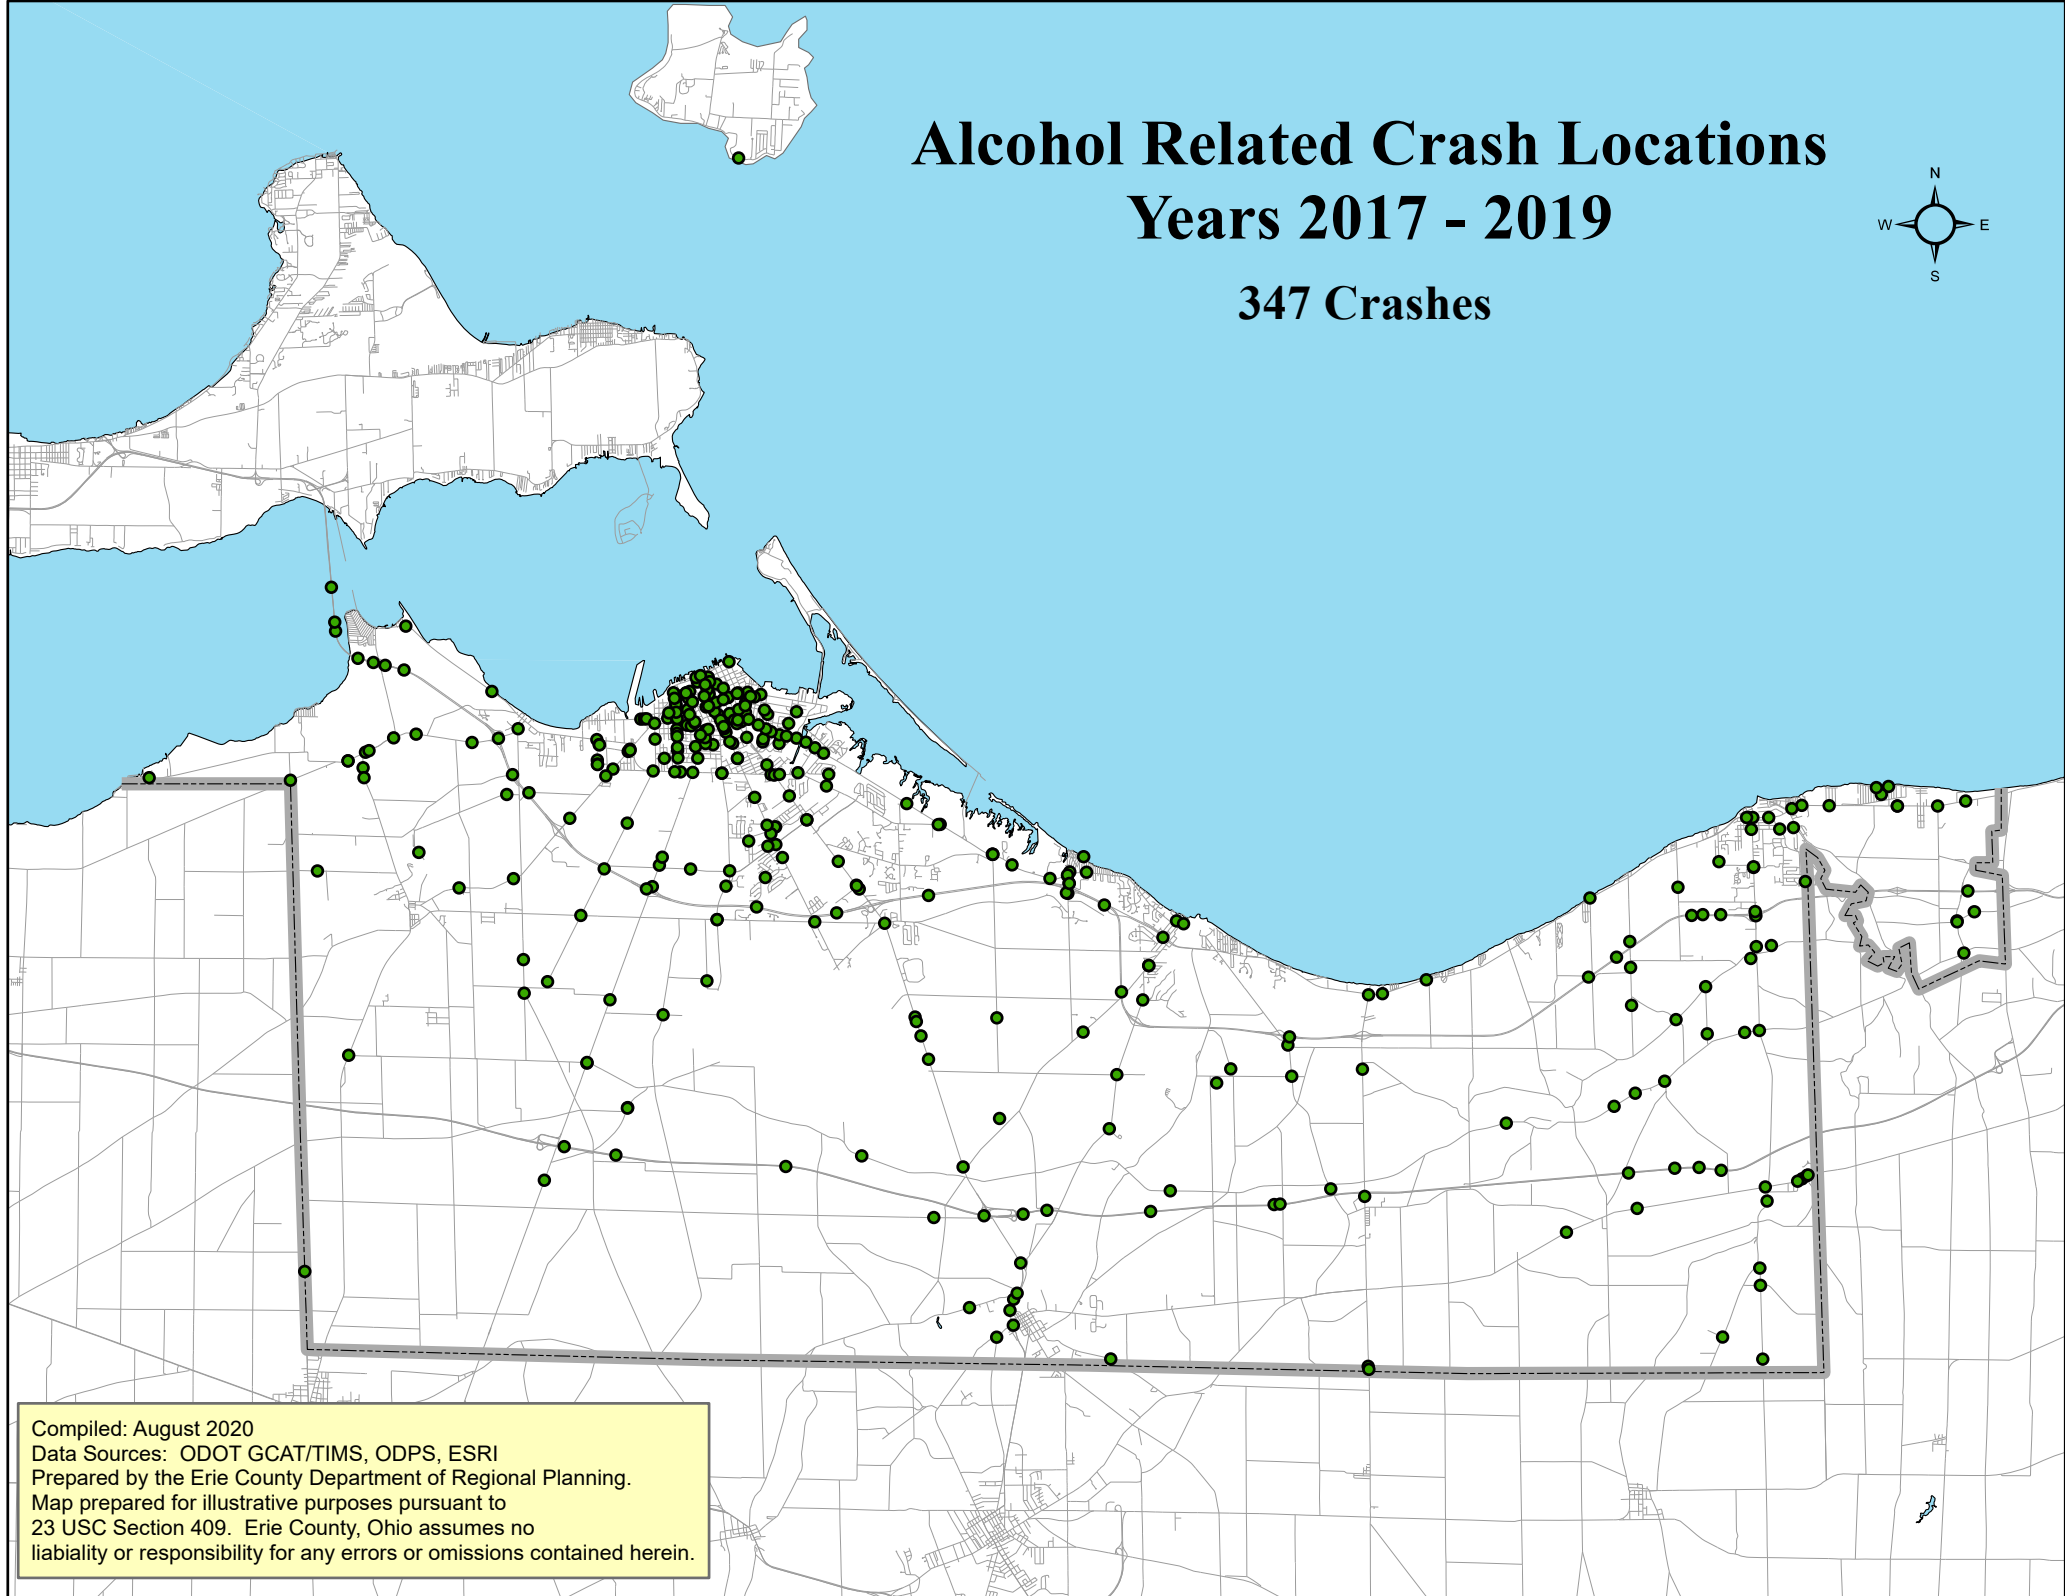 Alcohol Related Crash Locations
Years 2017 - 2019
347 Crashes
N
W E
S
Compiled: August 2020
Data Sources:  ODOT GCAT/TIMS, ODPS, ESRI
Prepared by the Erie County Department of Regional Planning.
Map prepared for illustrative purposes pursuant to
23 USC Section 409.  Erie County, Ohio assumes no
liabiality or responsibility for any errors or omissions contained herein.